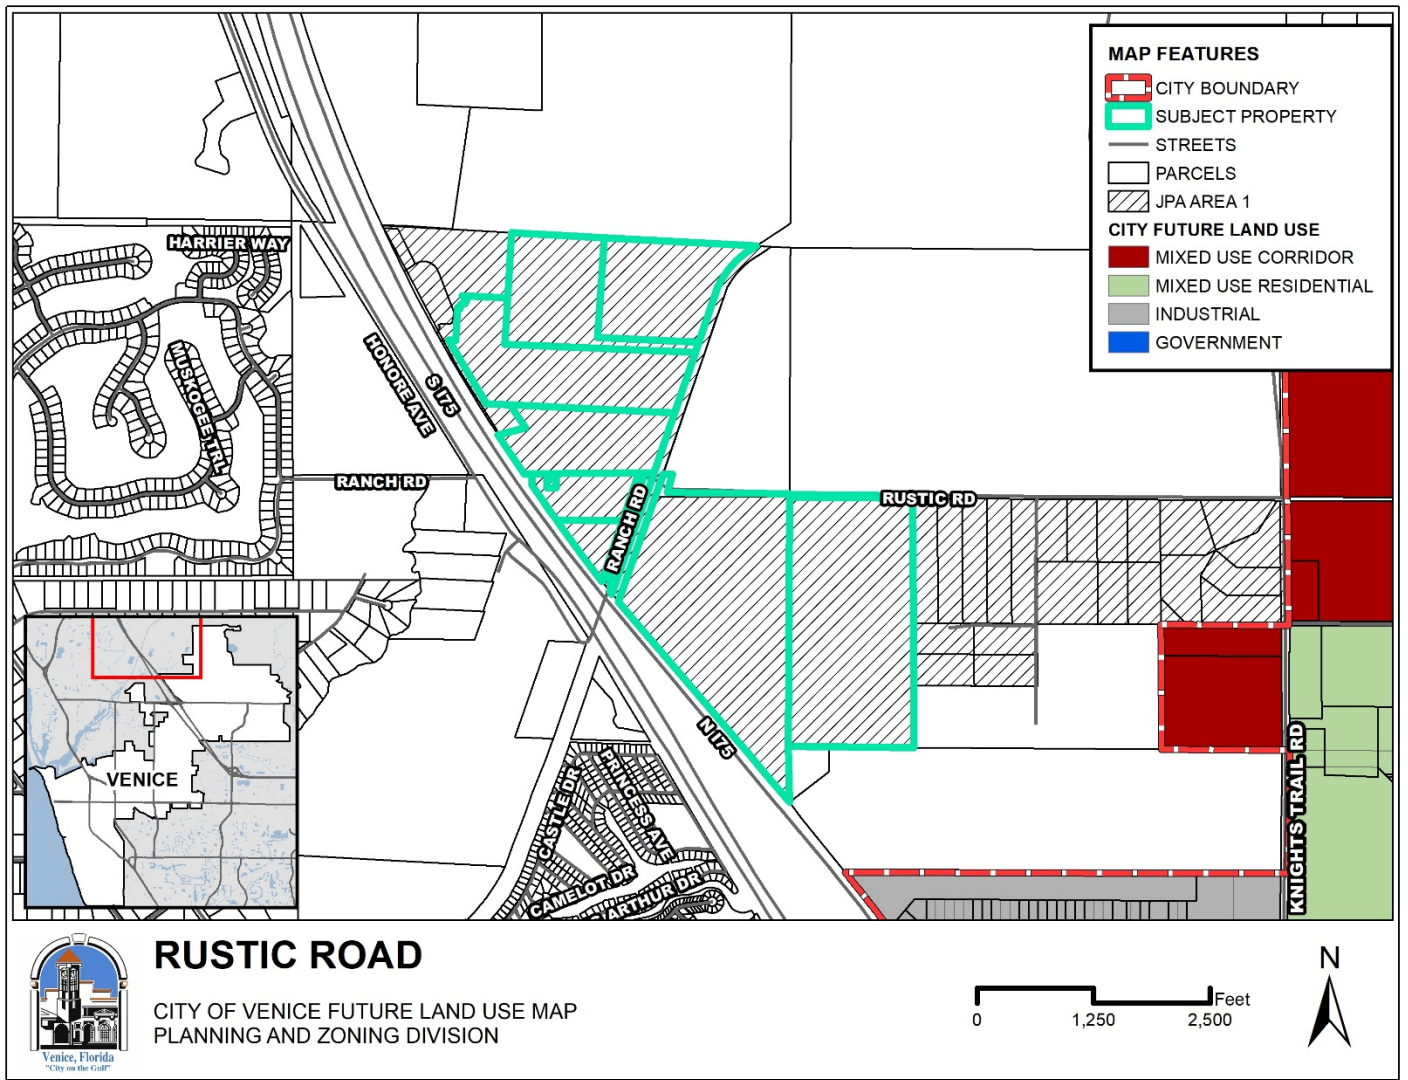 MAP FEATURES
CITY BOUNDARY
SUBJECT PROPERTY
STREETS
PARCELS
JPA AREA 1
CITY FUTURE LAND USE
MIXED USE CORRIDOR
MIXED USE RESIDENTIAL
INDUSTRIAL
GOVERNMENT
HARRIER WAY
MUSKOGEE TRL
HONORE AVE
S I75
RANCH RD
RANCH RD
RUSTIC RD
N I75
KNIGHTS TRAIL RD
CASTLE DR
PRINCESS AVE
CAMELOT DR
ARTHUR DR
VENICE
RUSTIC ROAD
CITY OF VENICE FUTURE LAND USE MAP
PLANNING AND ZONING DIVISION
Venice, Florida
"City on the Gulf"
Feet
0 1,250 2,500
N